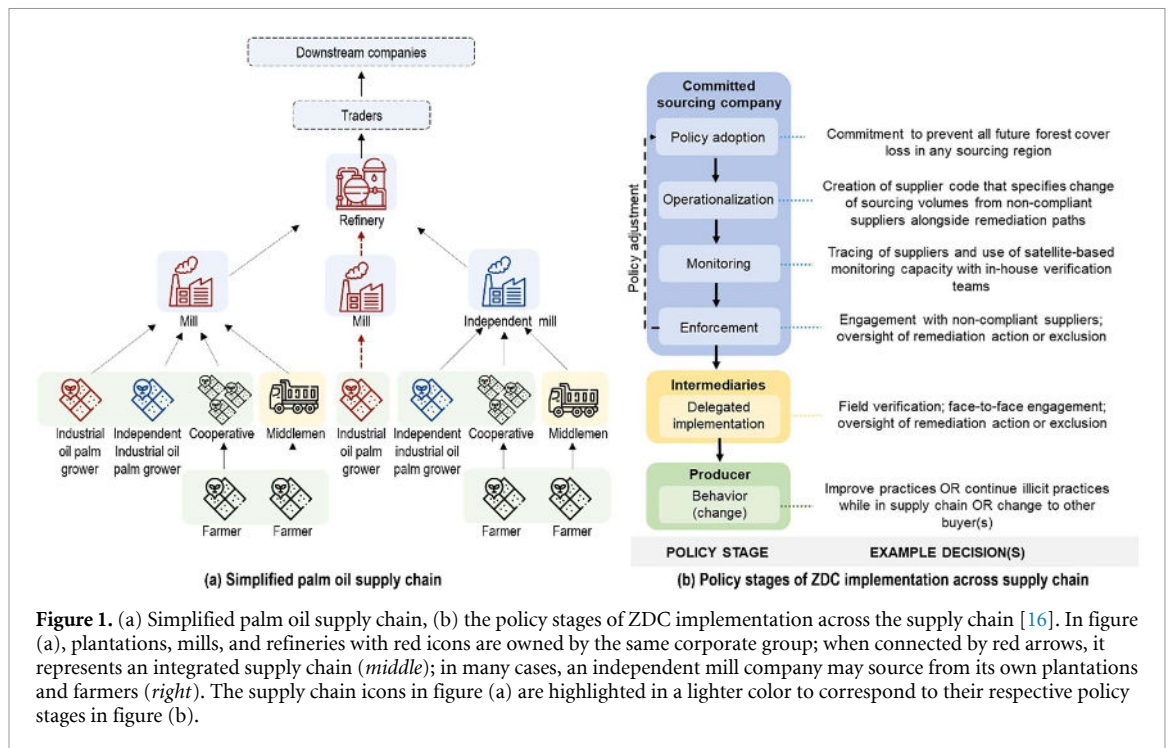 Downstream companies
Traders
Refinery
Mill
Mill
Independent mill
Industrial
oil palm
grower
Independent
Industrial oil
palm grower
Cooperative
Middlemen
Industrial
oil palm
grower
Independent
industrial oil
palm grower
Cooperative
Middlemen
Farmer
Farmer
Farmer
Farmer
(a) Simplified palm oil supply chain
Committed
sourcing company
Policy adoption
Commitment to prevent all future forest cover
loss in any sourcing region
Operationalization
Creation of supplier code that specifies change
of sourcing volumes from non-compliant
suppliers alongside remediation paths
Policy adjustment
Monitoring
Tracing of suppliers and use of satellite-based
monitoring capacity with in-house verification
teams
Enforcement
Engagement with non-compliant suppliers;
oversight of remediation action or exclusion
Intermediaries
Delegated
implementation
Field verification; face-to-face engagement;
oversight of remediation action or exclusion
Producer
Behavior
(change)
Improve practices OR continue illicit practices
while in supply chain OR change to other
buyer(s)
POLICY STAGE
EXAMPLE DECISION(S)
(b) Policy stages of ZDC implementation across supply chain
Figure 1. (a) Simplified palm oil supply chain, (b) the policy stages of ZDC implementation across the supply chain [16]. In figure
(a), plantations, mills, and refineries with red icons are owned by the same corporate group; when connected by red arrows, it
represents an integrated supply chain (middle); in many cases, an independent mill company may source from its own plantations
and farmers (right). The supply chain icons in figure (a) are highlighted in a lighter color to correspond to their respective policy
stages in figure (b).